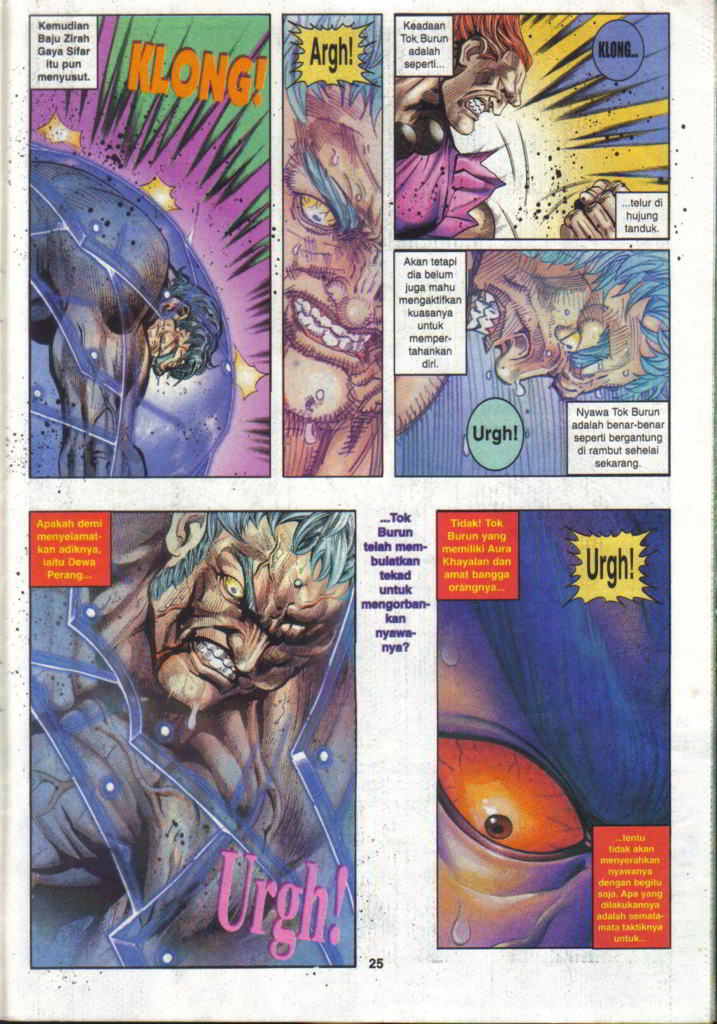 Kemudian
Baju Zirah
Gaya Sifar
itu pun
menyusut.
KLONG!
Argh!
Keadaan
Tok Burun
adalah
seperti...
KLONG...
...telur di
hujung
tanduk.
Akan tetapi
dia belum
juga mahu
mengaktifkan
kuasanya
untuk
memper-
tahankan
diri.
Urgh!
Nyawa Tok Burun
adalah benar-benar
seperti bergantung
di rambut sehelai
sekarang.
Apakah demi
menyelamat-
kan adiknya,
iaitu Dewa
Perang...
Urgh!
...Tok
Burun
telah mem-
bulatkan
tekad
untuk
mengorban-
kan
nyawa-
nya?
Tidak! Tok
Burun yang
memiliki Aura
Khayalan dan
amat bangga
orangnya...
Urgh!
...tentu
tidak akan
menyerahkan
nyawanya
dengan begitu
saja. Apa yang
dilakukannya
adalah semata-
mata taktiknya
untuk...
25